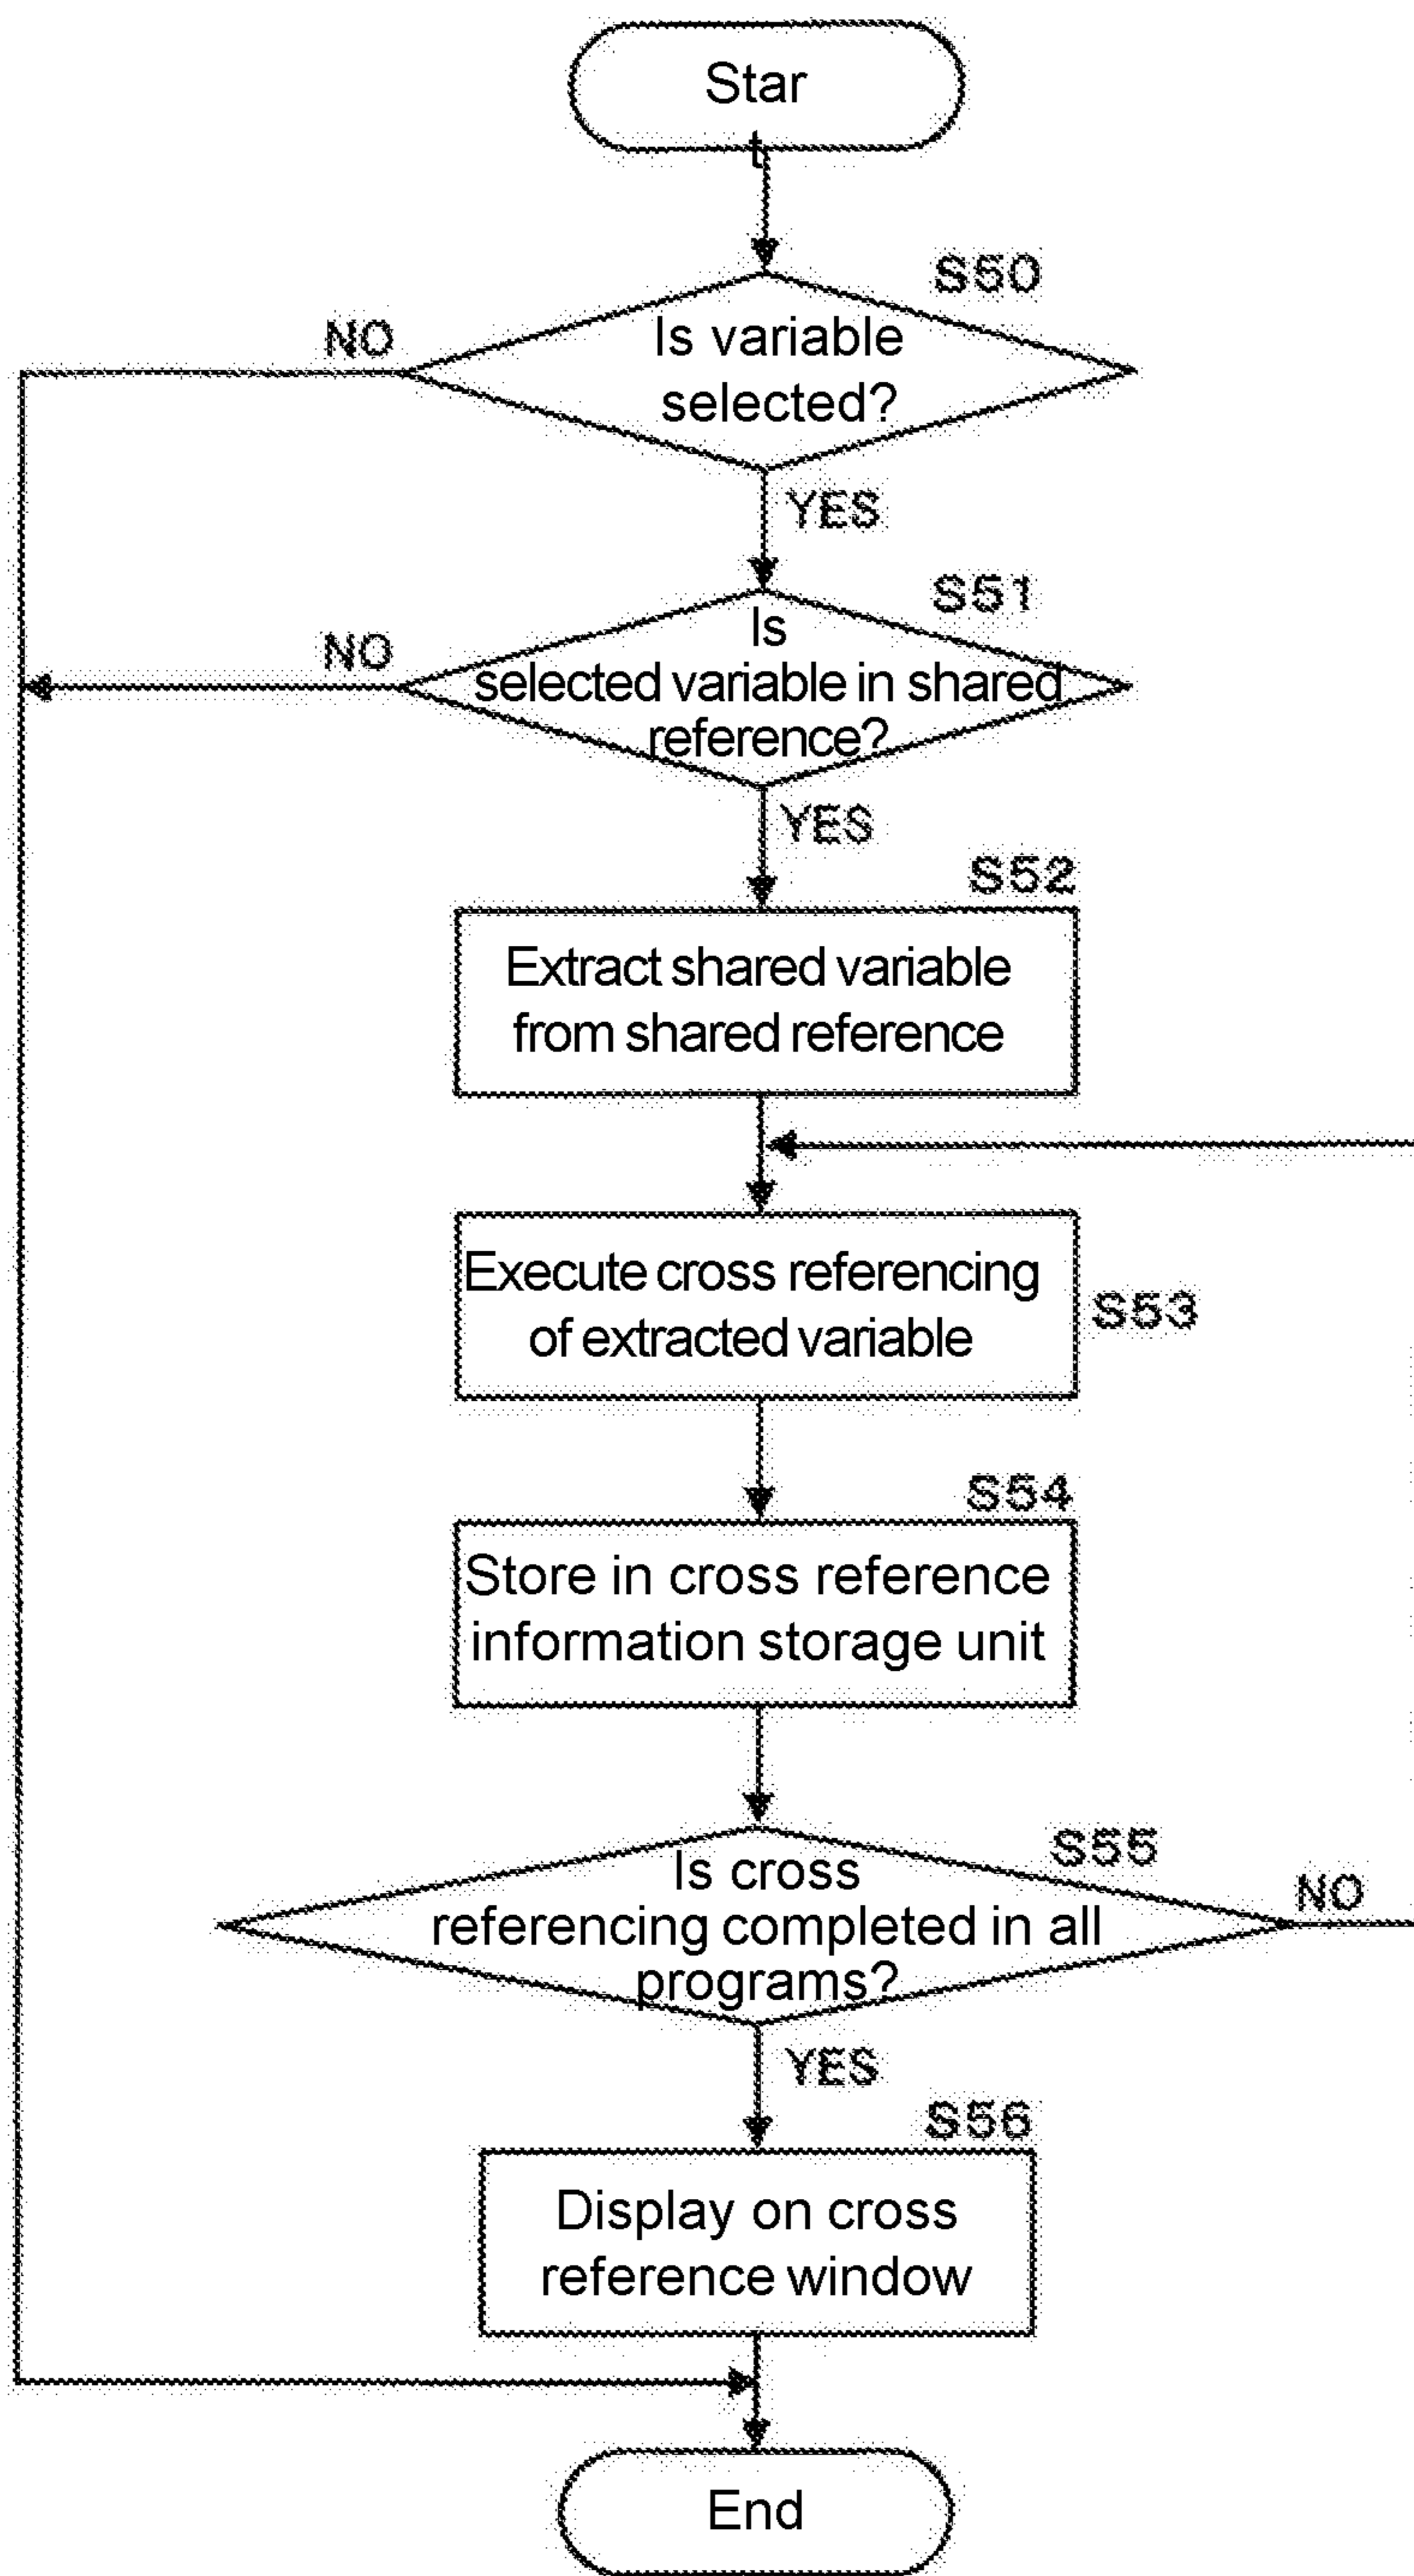 Star
t
S50
NO
Is variable
selected?
YES
S51
NO
Is
selected variable in shared
reference?
YES
S52
Extract shared variable
from shared reference
Execute cross referencing
of extracted variable
S53
S54
Store in cross reference
information storage unit
S55
Is cross
referencing completed in all
programs?
NO
YES
S56
Display on cross
reference window
End